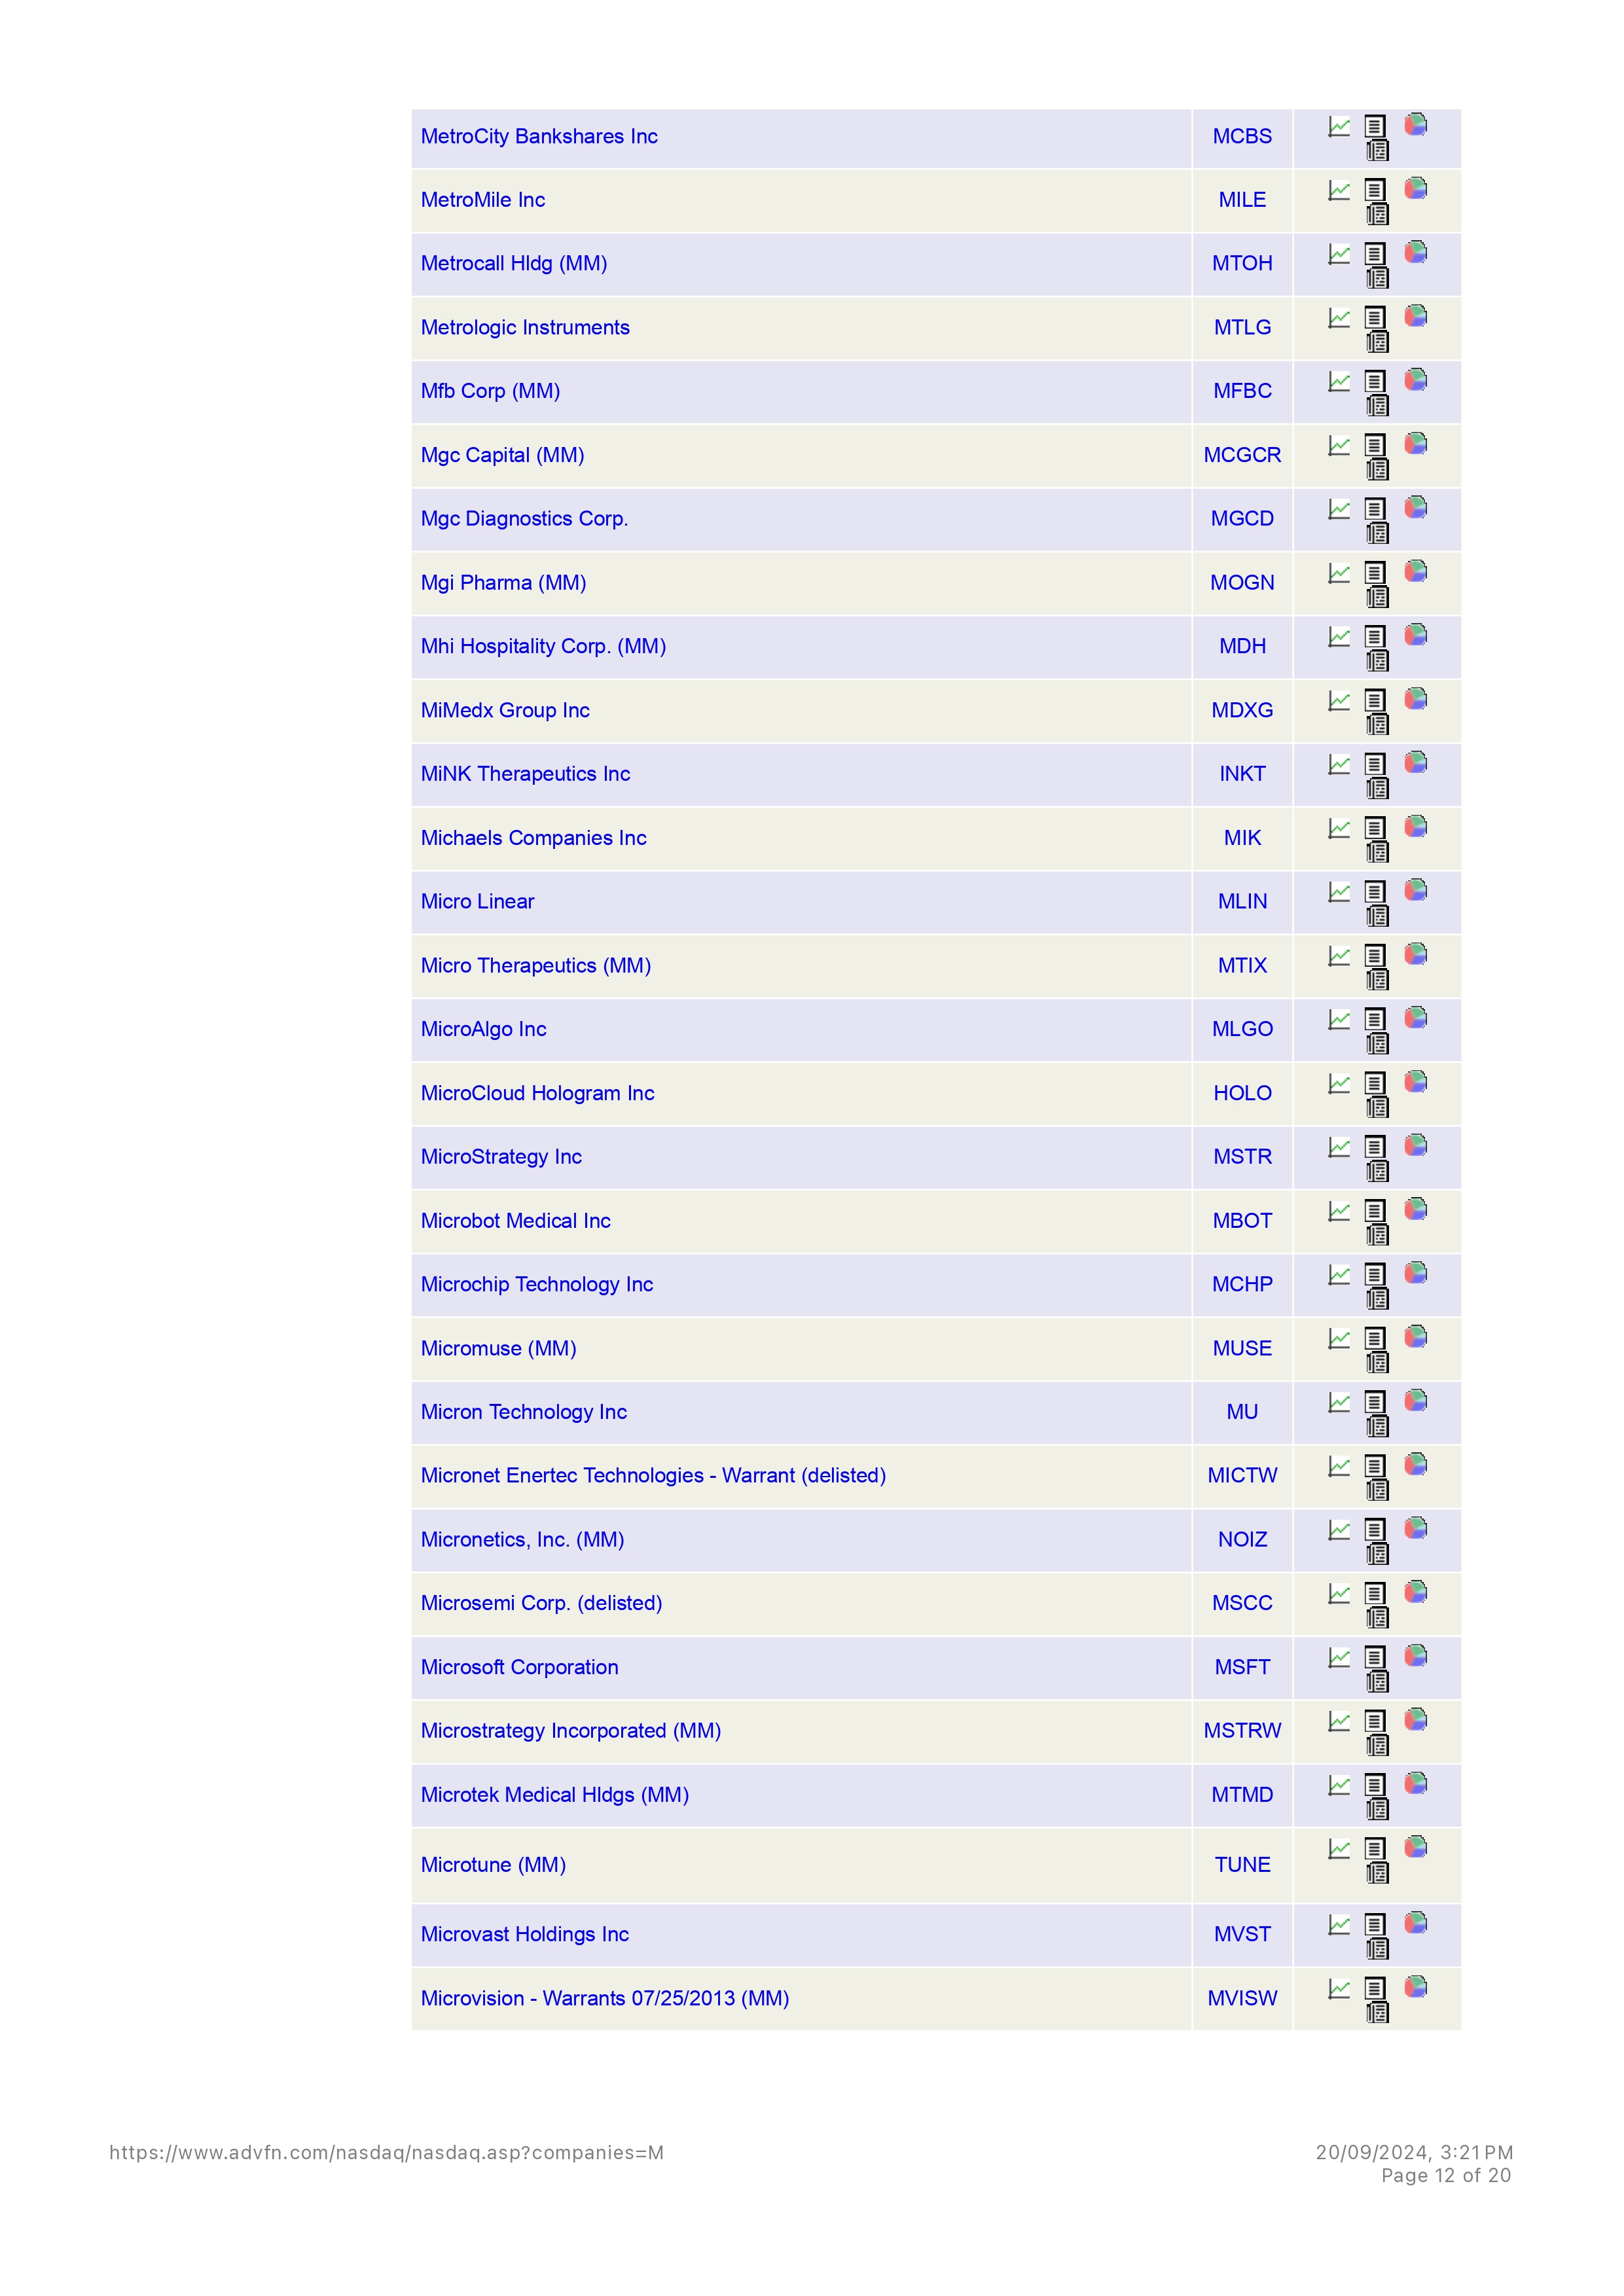 MetroCity Bankshares Inc MCBS
MetroMile Inc MILE
Metrocall Hldg (MM) MTOH
Metrologic Instruments MTLG
Mfb Corp (MM) MFBC
Mgc Capital (MM) MCGCR
Mgc Diagnostics Corp. MGCD
Mgi Pharma (MM) MOGN
Mhi Hospitality Corp. (MM) MDH
MiMedx Group Inc MDXG
MiNK Therapeutics Inc INKT
Michaels Companies Inc MIK
Micro Linear MLIN
Micro Therapeutics (MM) MTIX
MicroAlgo Inc MLGO
MicroCloud Hologram Inc HOLO
MicroStrategy Inc MSTR
Microbot Medical Inc MBOT
Microchip Technology Inc MCHP
Micromuse (MM) MUSE
Micron Technology Inc MU
Micronet Enertec Technologies - Warrant (delisted) MICTW
Micronetics, Inc. (MM) NOIZ
Microsemi Corp. (delisted) MSCC
Microsoft Corporation MSFT
Microstrategy Incorporated (MM) MSTRW
Microtek Medical Hldgs (MM) MTMD
Microtune (MM) TUNE
Microvast Holdings Inc MVST
Microvision - Warrants 07/25/2013 (MM) MVISW
https://www.advfn.com/nasdaq/nasdaq.asp?companies=M 20/09/2024, 3:21 PM
Page 12 of 20